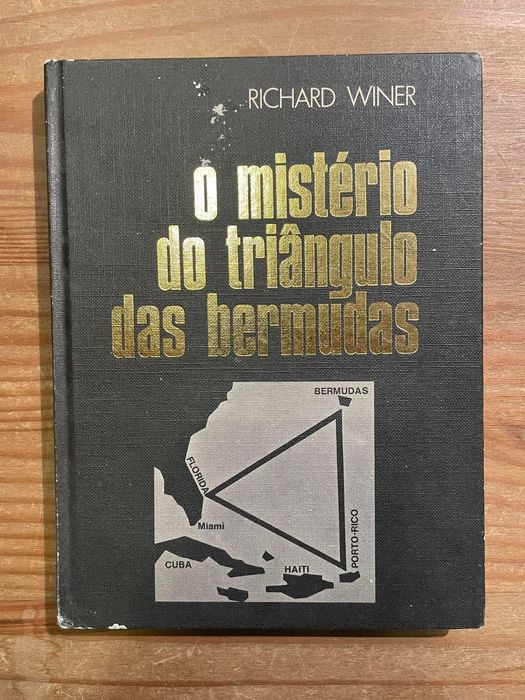 RICHARD WINER
o mistério
do triângulo
das bermudas
BERMUDAS
FLORIDA
Miami
PORTO-RICO
CUBA
HAITI